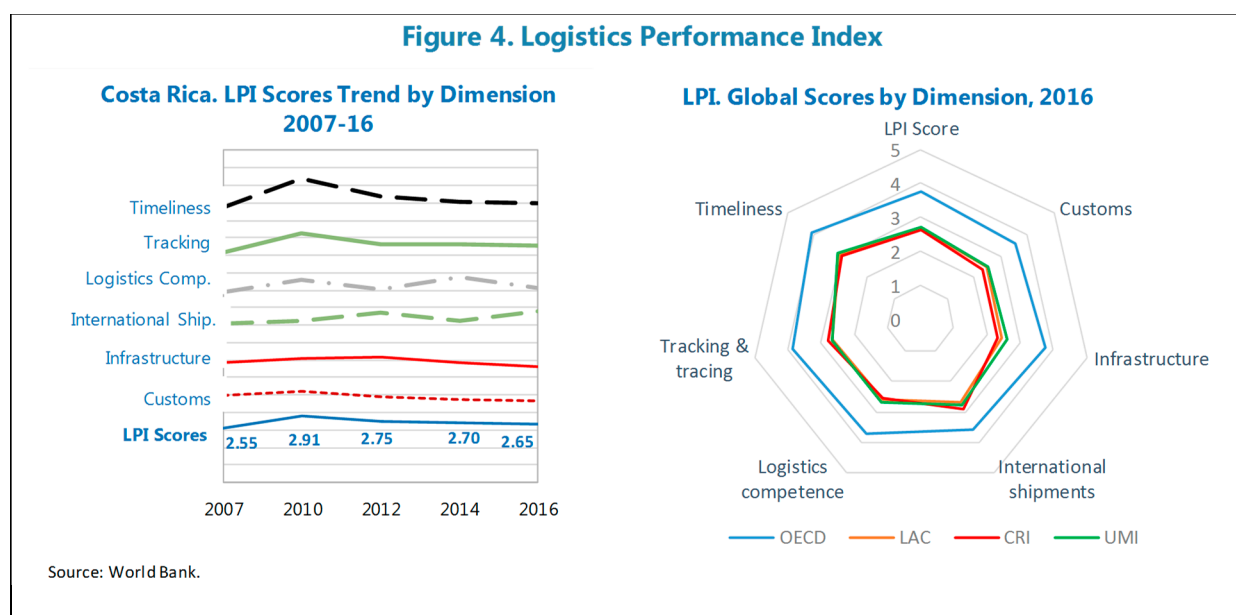 Figure 4. Logistics Performance Index
Costa Rica. LPI Scores Trend by Dimension
2007-16
Timeliness
Tracking
Logistics Comp.
International Ship.
Infrastructure
Customs
LPI Scores
2.55 2.91 2.75 2.70 2.65
2007 2010 2012 2014 2016
LPI. Global Scores by Dimension, 2016
LPI Score
Customs
Infrastructure
International
shipments
Logistics
competence
Tracking &
tracing
Timeliness
5
4
3
2
1
0
OECD LAC CRI UMI
Source: World Bank.